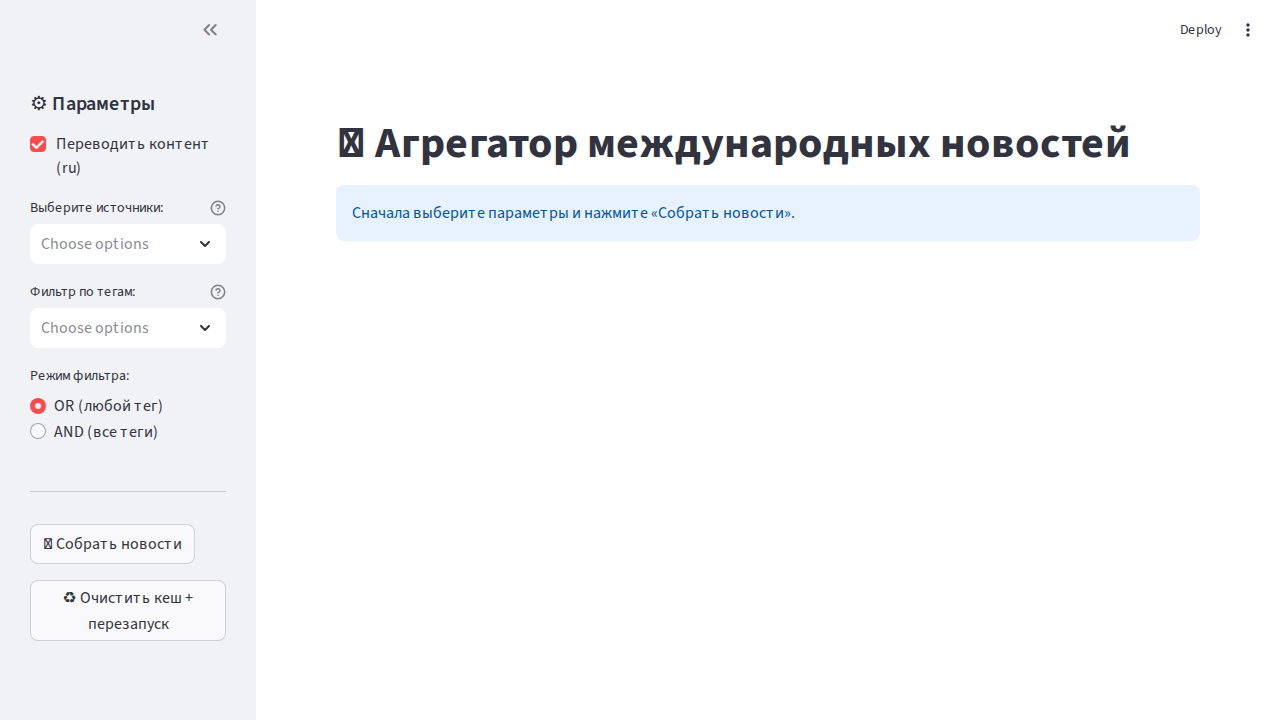 Deploy
⚙ Параметры
Переводить контент
(ru)
Выберите источники:
Choose options
Фильтр по тегам:
Choose options
Режим фильтра:
OR (любой тег)
AND (все теги)
Собрать новости
♻ Очистить кеш +
перезапуск
Агрегатор международных новостей
Сначала выберите параметры и нажмите «Собрать новости».